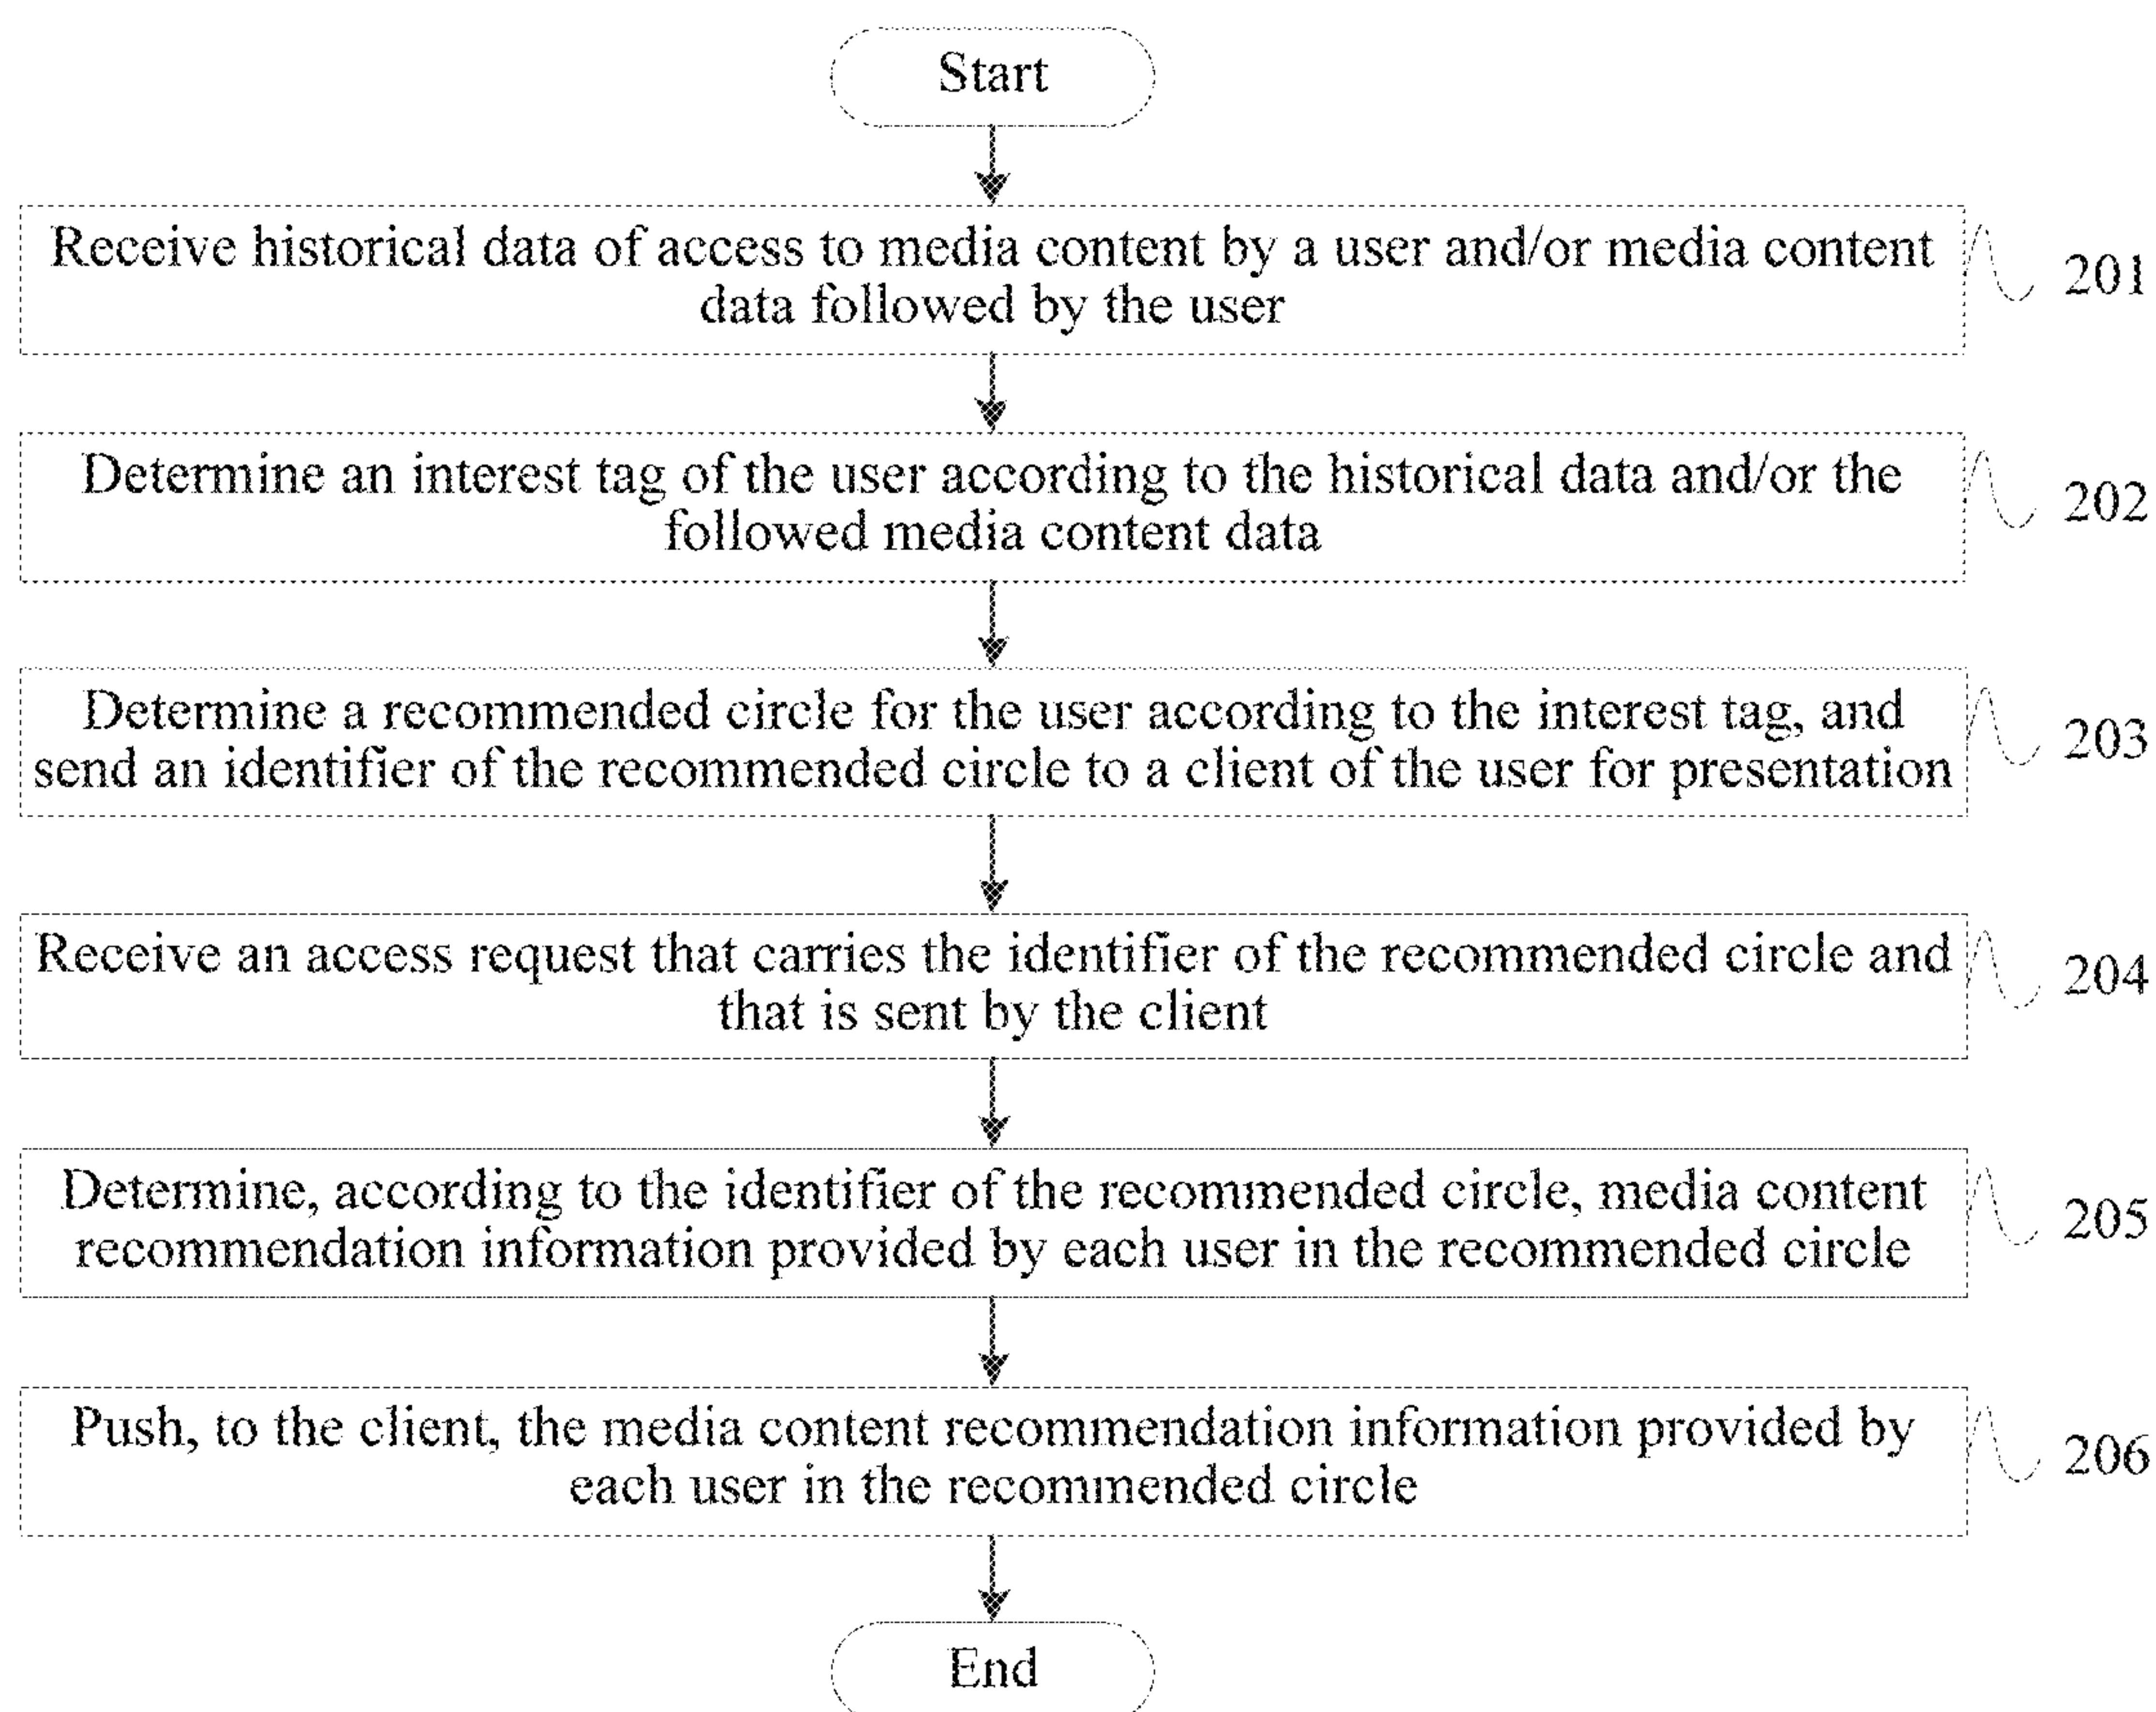 Start
Receive historical data of access to media content by a user and/or media content
data followed by the user
201
Determine an interest tag of the user according to the historical data and/or the
followed media content data
202
Determine a recommended circle for the user according to the interest tag, and
send an identifier of the recommended circle to a client of the user for presentation
203
Receive an access request that carries the identifier of the recommended circle and
that is sent by the client
204
Determine, according to the identifier of the recommended circle, media content
recommendation information provided by each user in the recommended circle
205
Push, to the client, the media content recommendation information provided by
each user in the recommended circle
206
End